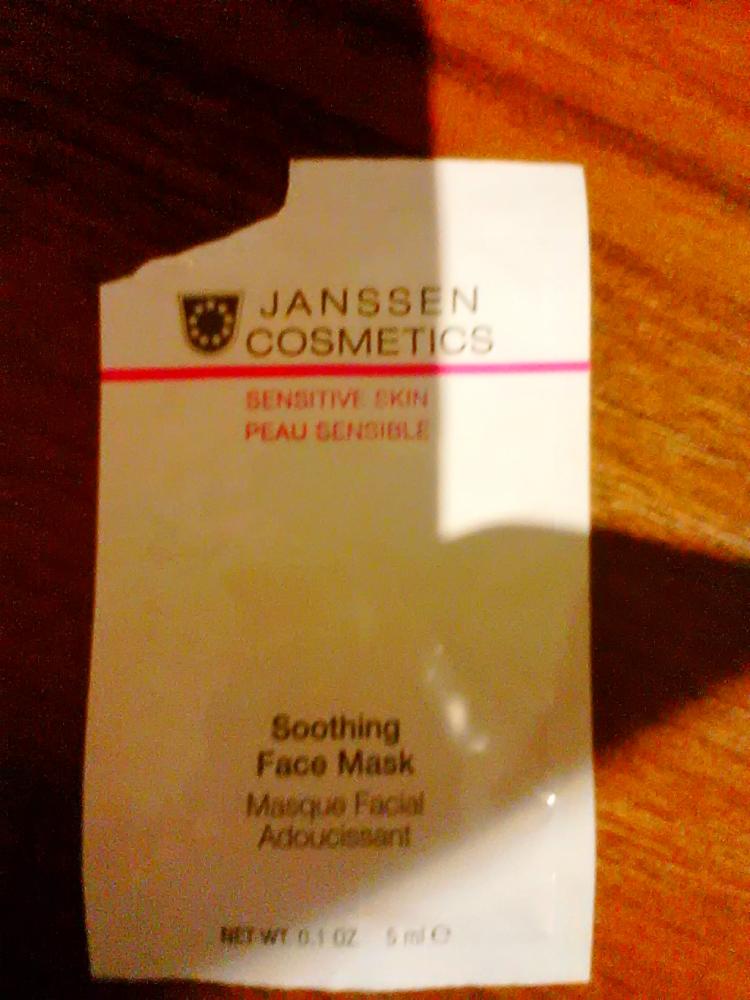 JANSSEN
COSMETICS
SENSITIVE SKIN
PEAU SENSIBLE
Soothing
Face Mask
Masque Facial
Adoucissant
NET WT. 0.1 OZ. 5 ml